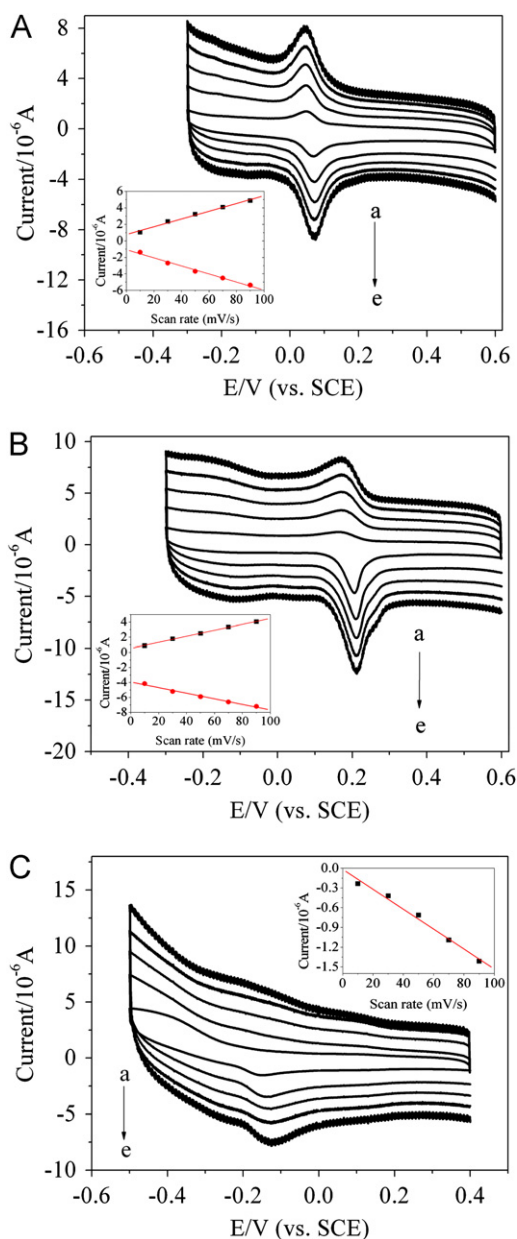 A
Current/10⁻⁶A
8
4
0
-4
-8
-12
-16
-0.6 -0.4 -0.2 0.0 0.2 0.4 0.6
E/V (vs. SCE)
a
e
Current/10⁻⁶A
6
4
2
0
-2
-4
-6
0 20 40 60 80 100
Scan rate (mV/s)
B
Current/10⁻⁶A
10
5
0
-5
-10
-15
-20
-0.4 -0.2 0.0 0.2 0.4 0.6
E/V (vs. SCE)
a
e
Current/10⁻⁶A
4
2
0
-2
-4
-6
-8
0 20 40 60 80 100
Scan rate (mV/s)
C
Current/10⁻⁶A
15
10
5
0
-5
-10
-0.6 -0.4 -0.2 0.0 0.2 0.4
E/V (vs. SCE)
a
e
Current/10⁻⁶A
0.0
-0.3
-0.6
-0.9
-1.2
-1.5
0 20 40 60 80 100
Scan rate (mV/s)